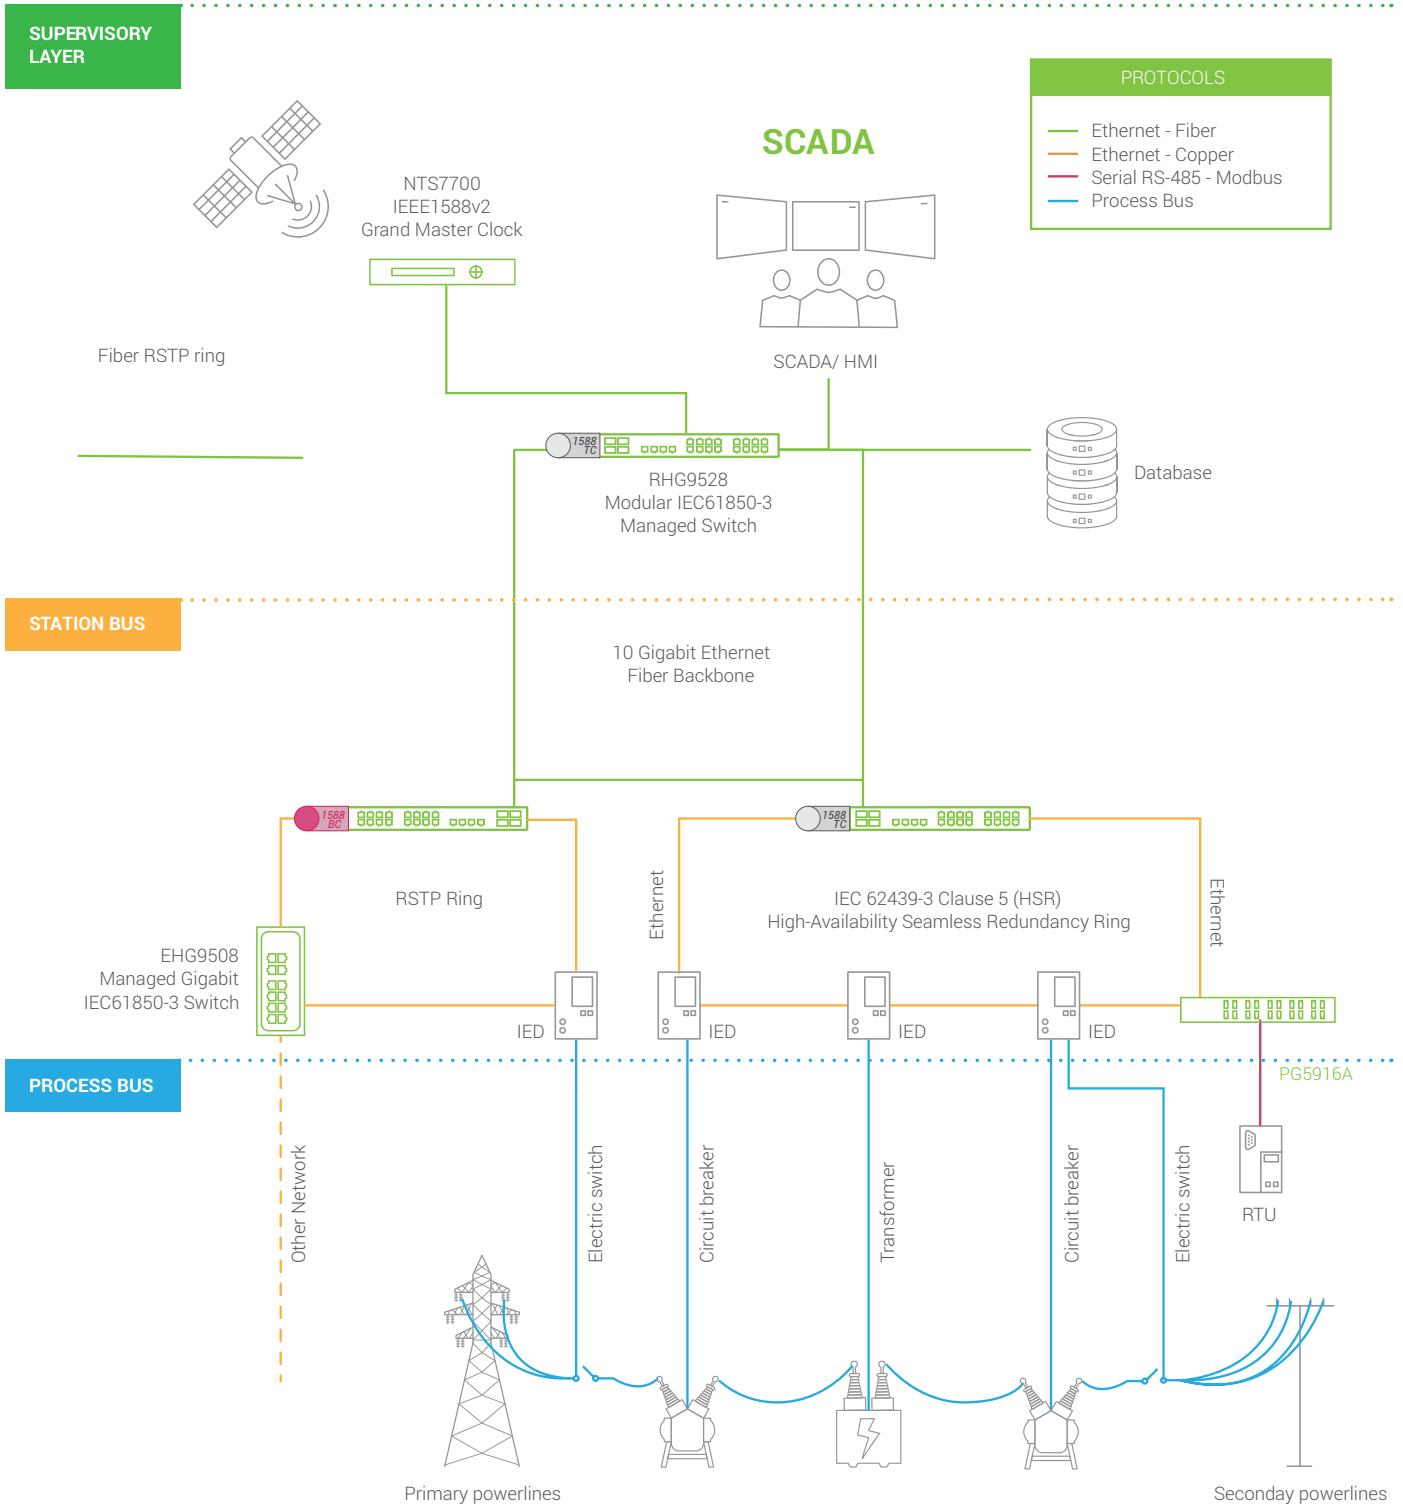 SUPERVISORY
LAYER
PROTOCOLS
Ethernet - Fiber
Ethernet - Copper
Serial RS-485 - Modbus
Process Bus
SCADA
NTS7700
IEEE1588v2
Grand Master Clock
Fiber RSTP ring
SCADA/ HMI
1588
TC
RHG9528
Modular IEC61850-3
Managed Switch
Database
STATION BUS
10 Gigabit Ethernet
Fiber Backbone
1588
BC
1588
TC
RSTP Ring
Ethernet
IEC 62439-3 Clause 5 (HSR)
High-Availability Seamless Redundancy Ring
Ethernet
EHG9508
Managed Gigabit
IEC61850-3 Switch
IED
IED
IED
IED
PROCESS BUS
PG5916A
Other Network
Electric switch
Circuit breaker
Transformer
Circuit breaker
Electric switch
RTU
Primary powerlines
Seconday powerlines